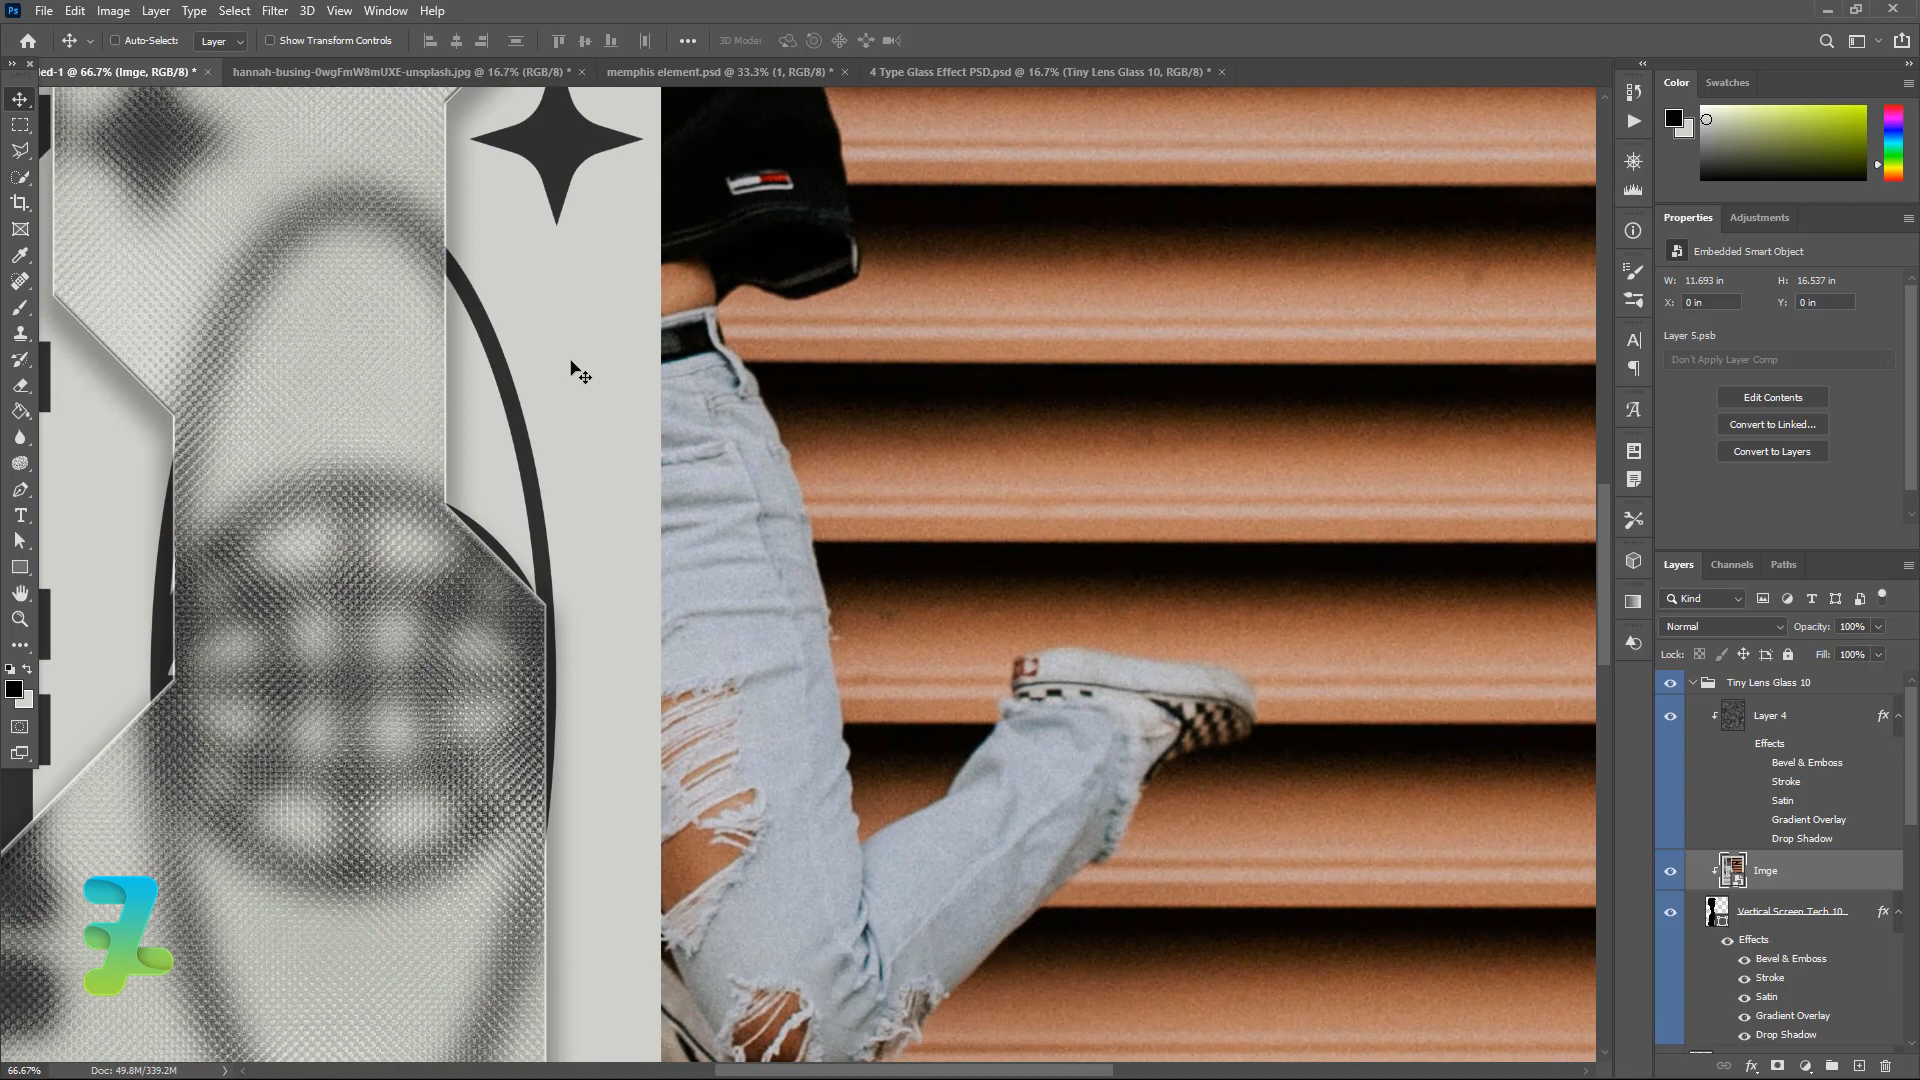 Ps File Edit Image Layer Type Select Filter 3D View Window Help
Auto-Select: Layer Show Transform Controls 3D Mode:
led-1 @ 66.7% (Imge, RGB/8) * hannah-busing-0wgFmW8mUXE-unsplash.jpg @ 16.7% (RGB/8) * memphis element.psd @ 33.3% (1, RGB/8) * 4 Type Glass Effect PSD.psd @ 16.7% (Tiny Lens Glass 10, RGB/8) *
Color Swatches
Properties Adjustments
Embedded Smart Object
W: 11.693 in H: 16.537 in
X: 0 in Y: 0 in
Layer 5.psb
Don't Apply Layer Comp
Edit Contents
Convert to Linked...
Convert to Layers
Layers Channels Paths
Kind
Normal Opacity: 100%
Lock: Fill: 100%
Tiny Lens Glass 10
Layer 4 fx
Effects
Bevel & Emboss
Stroke
Satin
Gradient Overlay
Drop Shadow
Imge
Vertical Screen Tech 10 fx
Effects
Bevel & Emboss
Stroke
Satin
Gradient Overlay
Drop Shadow
66.67% Doc: 49.8M/339.2M